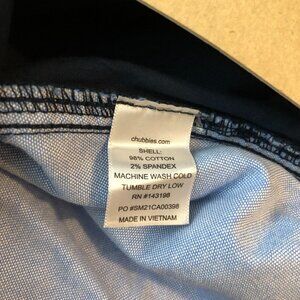 chubbies.com
SHELL:
98% COTTON
2% SPANDEX
MACHINE WASH COLD
TUMBLE DRY LOW
RN #143198
PO #SM21CA00398
MADE IN VIETNAM